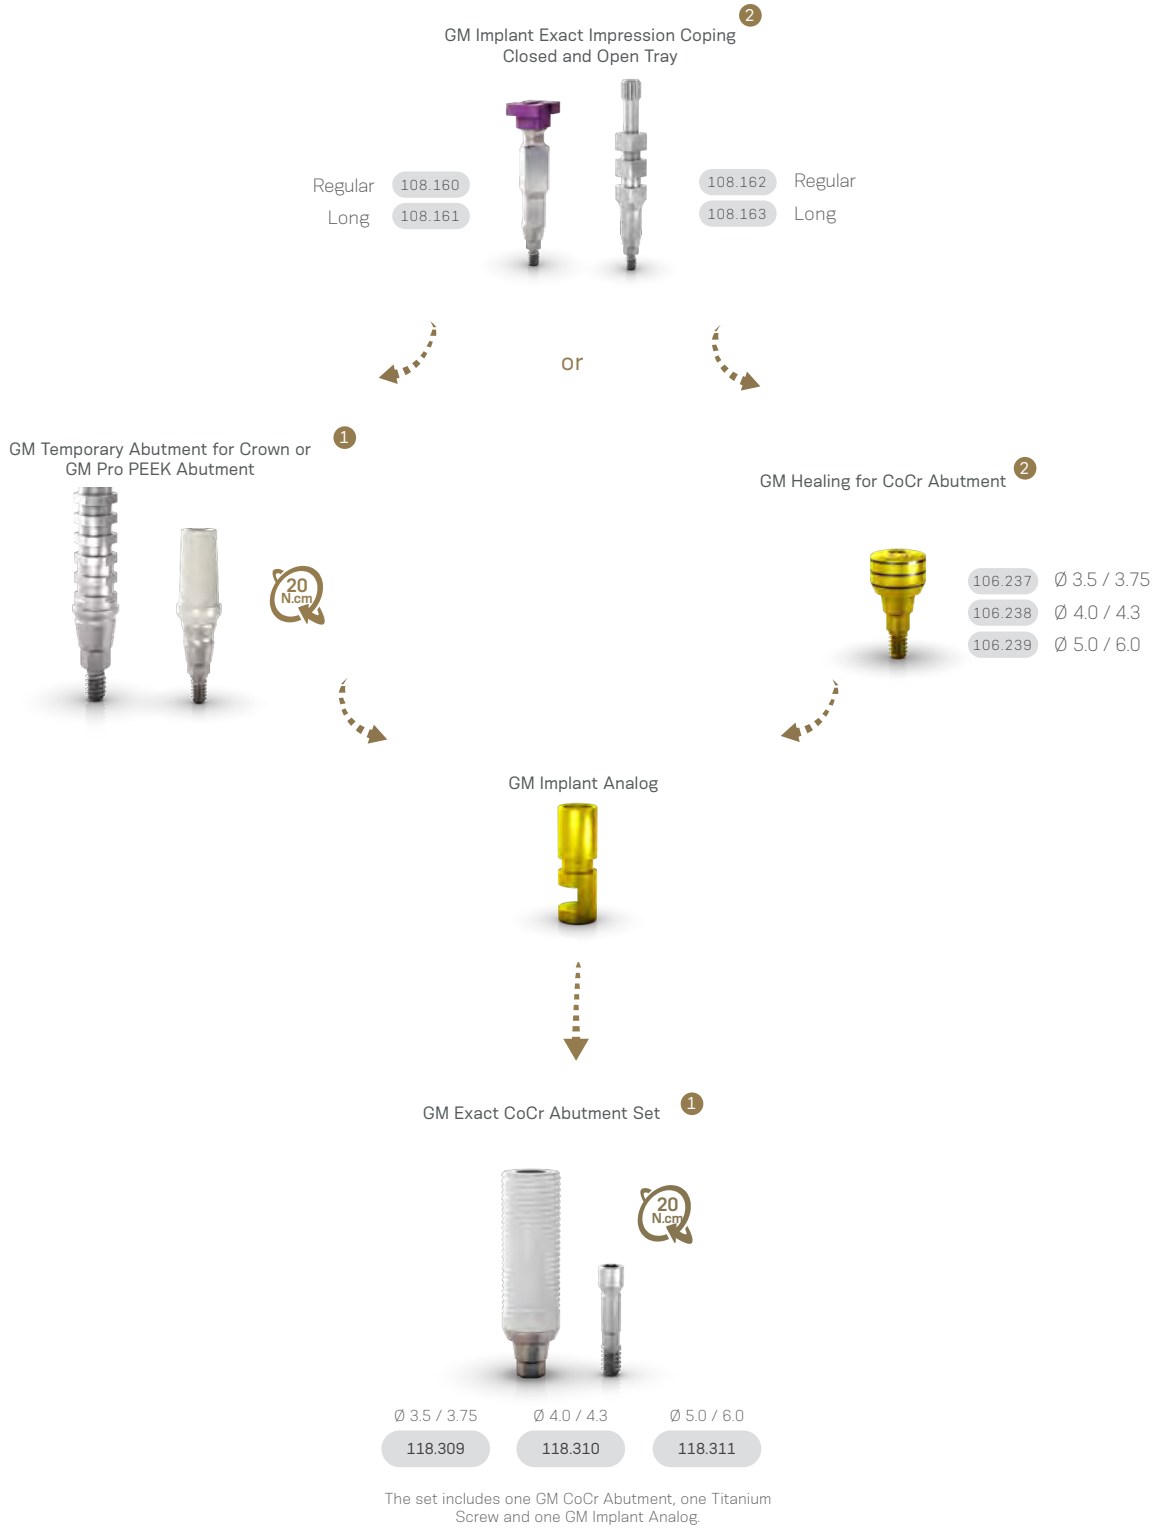 2
GM Implant Exact Impression Coping
Closed and Open Tray
Regular 108.160
Long 108.161
108.162 Regular
108.163 Long
or
1
GM Temporary Abutment for Crown or
GM Pro PEEK Abutment
20
N.cm
2
GM Healing for CoCr Abutment
106.237 Ø 3.5 / 3.75
106.238 Ø 4.0 / 4.3
106.239 Ø 5.0 / 6.0
GM Implant Analog
GM Exact CoCr Abutment Set 1
20
N.cm
Ø 3.5 / 3.75 Ø 4.0 / 4.3 Ø 5.0 / 6.0
118.309 118.310 118.311
The set includes one GM CoCr Abutment, one Titanium
Screw and one GM Implant Analog.